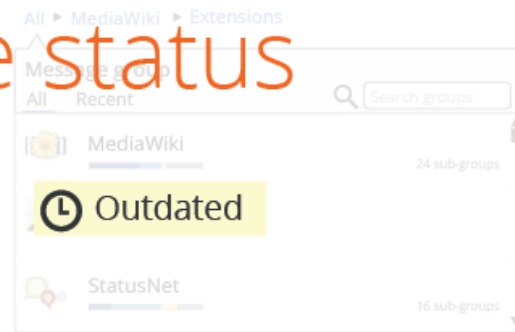 All ▸ MediaWiki ▸ Extensions
e status
Message group
All Recent
Search groups
MediaWiki
24 sub-groups
Outdated
StatusNet
16 sub-groups